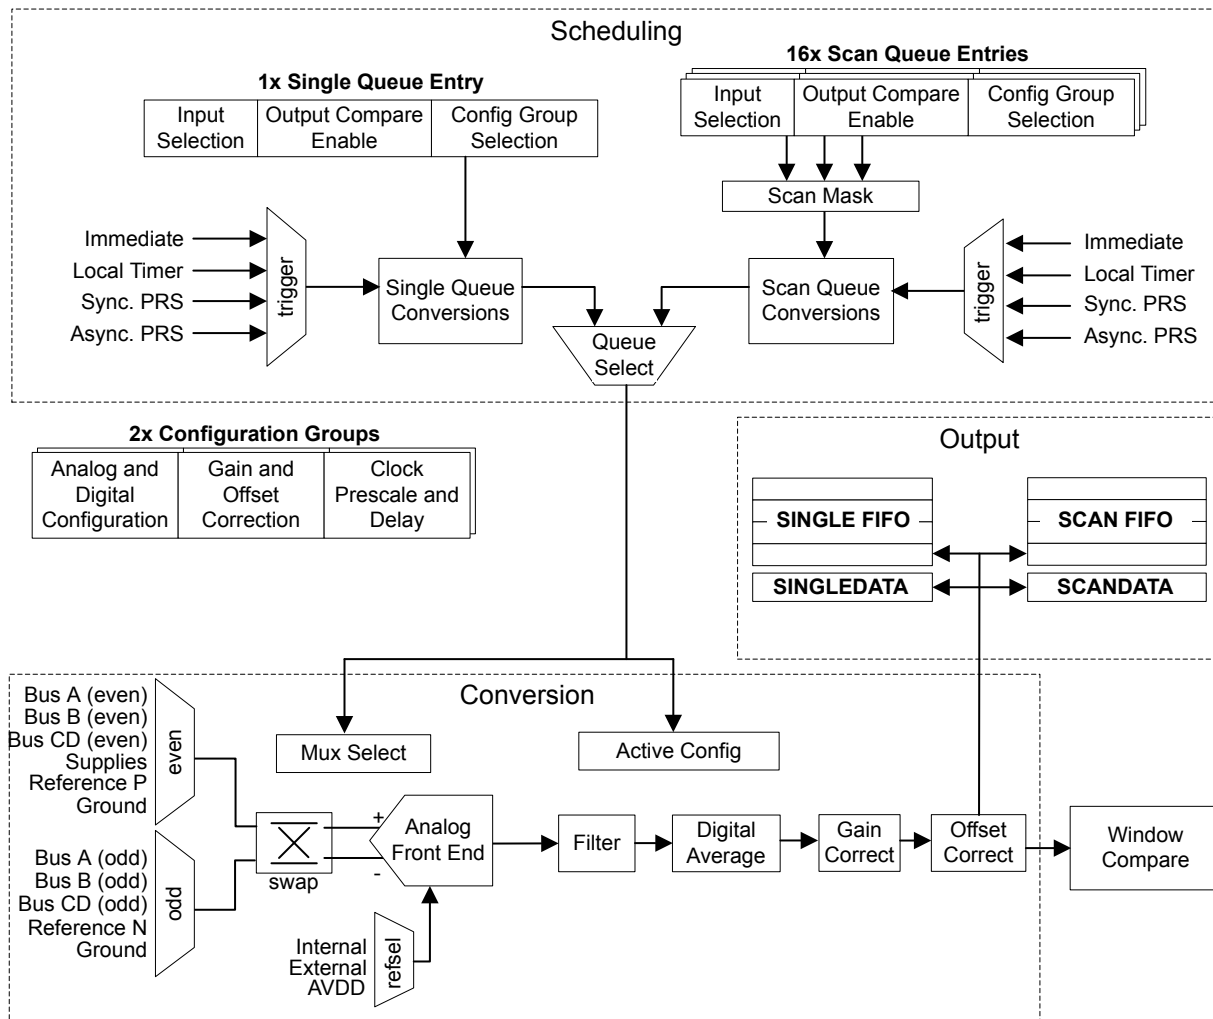 Scheduling
1x Single Queue Entry
Input
Selection
Output Compare
Enable
Config Group
Selection
16x Scan Queue Entries
Input
Selection
Output Compare
Enable
Config Group
Selection
Scan Mask
Immediate
Local Timer
Sync. PRS
Async. PRS
trigger
Single Queue
Conversions
Scan Queue
Conversions
trigger
Immediate
Local Timer
Sync. PRS
Async. PRS
Queue
Select
2x Configuration Groups
Analog and
Digital
Configuration
Gain and
Offset
Correction
Clock
Prescale and
Delay
Output
SINGLE FIFO
SCAN FIFO
SINGLEDATA
SCANDATA
Conversion
Bus A (even)
Bus B (even)
Bus CD (even)
Supplies
Reference P
Ground
even
Mux Select
Active Config
Bus A (odd)
Bus B (odd)
Bus CD (odd)
Reference N
Ground
odd
swap
+
-
Analog
Front End
Filter
Digital
Average
Gain
Correct
Offset
Correct
Window
Compare
Internal
External
AVDD
refsel